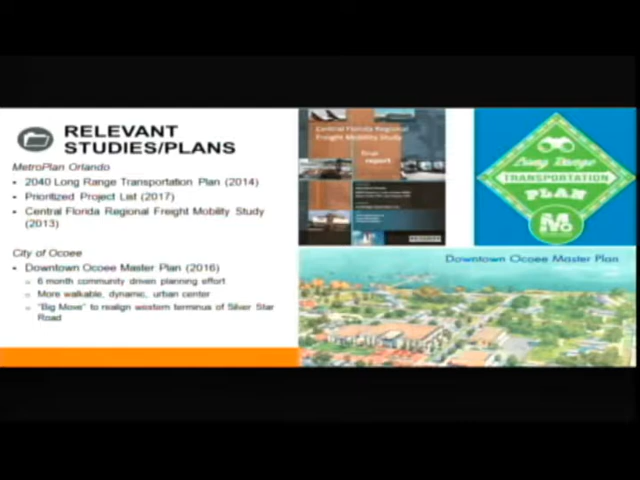 RELEVANT
STUDIES/PLANS
MetroPlan Orlando
• 2040 Long Range Transportation Plan (2014)
• Prioritized Project List (2017)
• Central Florida Regional Freight Mobility Study
(2013)
City of Ocoee
• Downtown Ocoee Master Plan (2016)
o 6 month community driven planning effort
o More walkable, dynamic, urban center
o "Big Move" to realign western terminus of Silver Star
Road
Central Florida Regional
Freight Mobility Study
final
report
Long Range
TRANSPORTATION
PLAN
Downtown Ocoee Master Plan